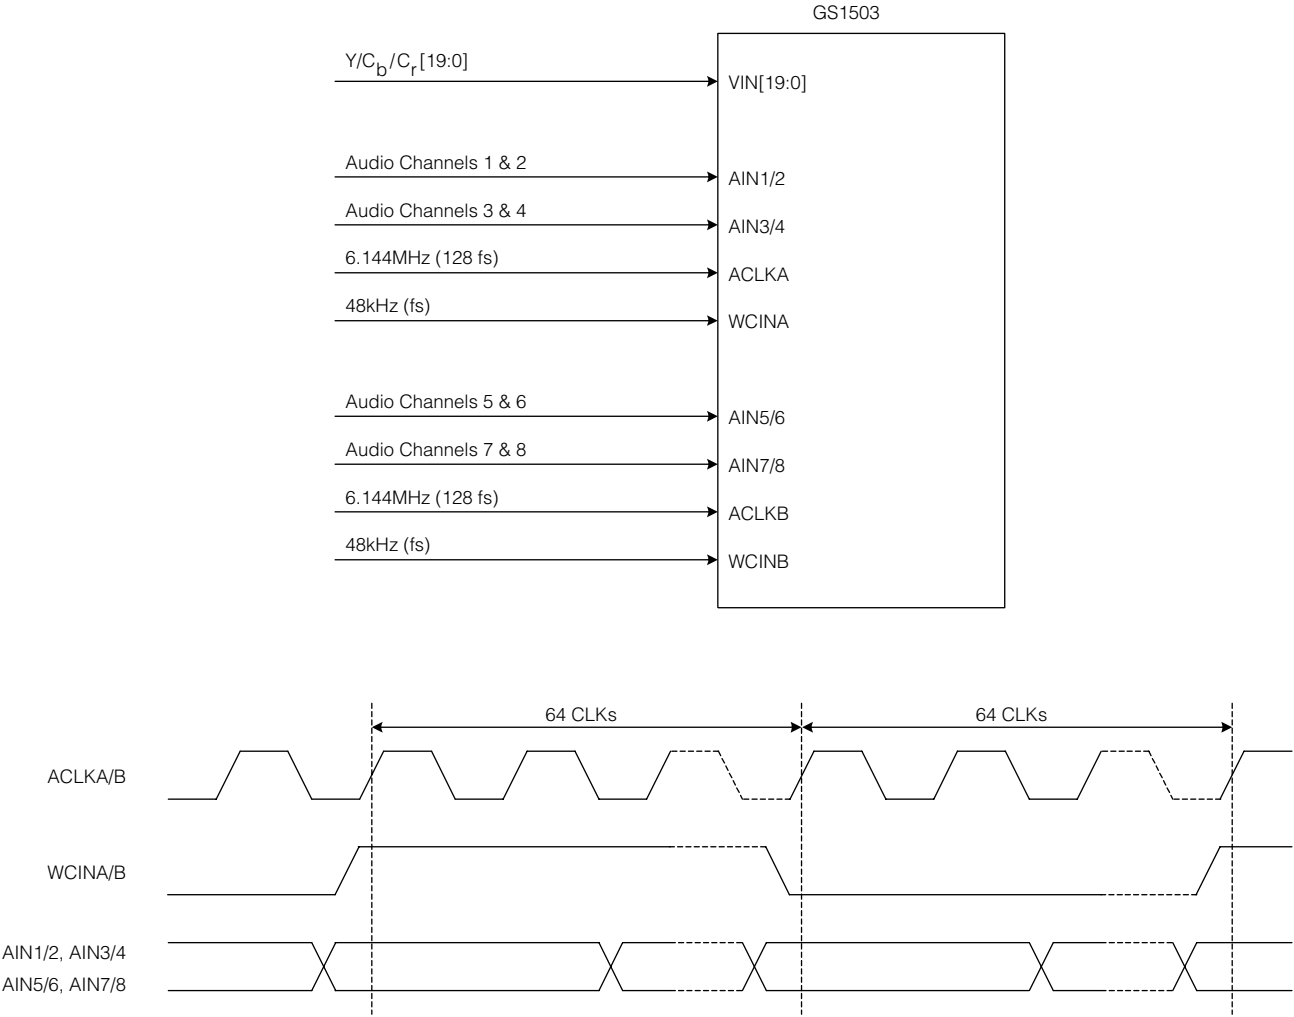 GS1503
Y/Cb/Cr[19:0]
VIN[19:0]
Audio Channels 1 & 2
AIN1/2
Audio Channels 3 & 4
AIN3/4
6.144MHz (128 fs)
ACLKA
48kHz (fs)
WCINA
Audio Channels 5 & 6
AIN5/6
Audio Channels 7 & 8
AIN7/8
6.144MHz (128 fs)
ACLKB
48kHz (fs)
WCINB
64 CLKs
64 CLKs
ACLKA/B
WCINA/B
AIN1/2, AIN3/4
AIN5/6, AIN7/8